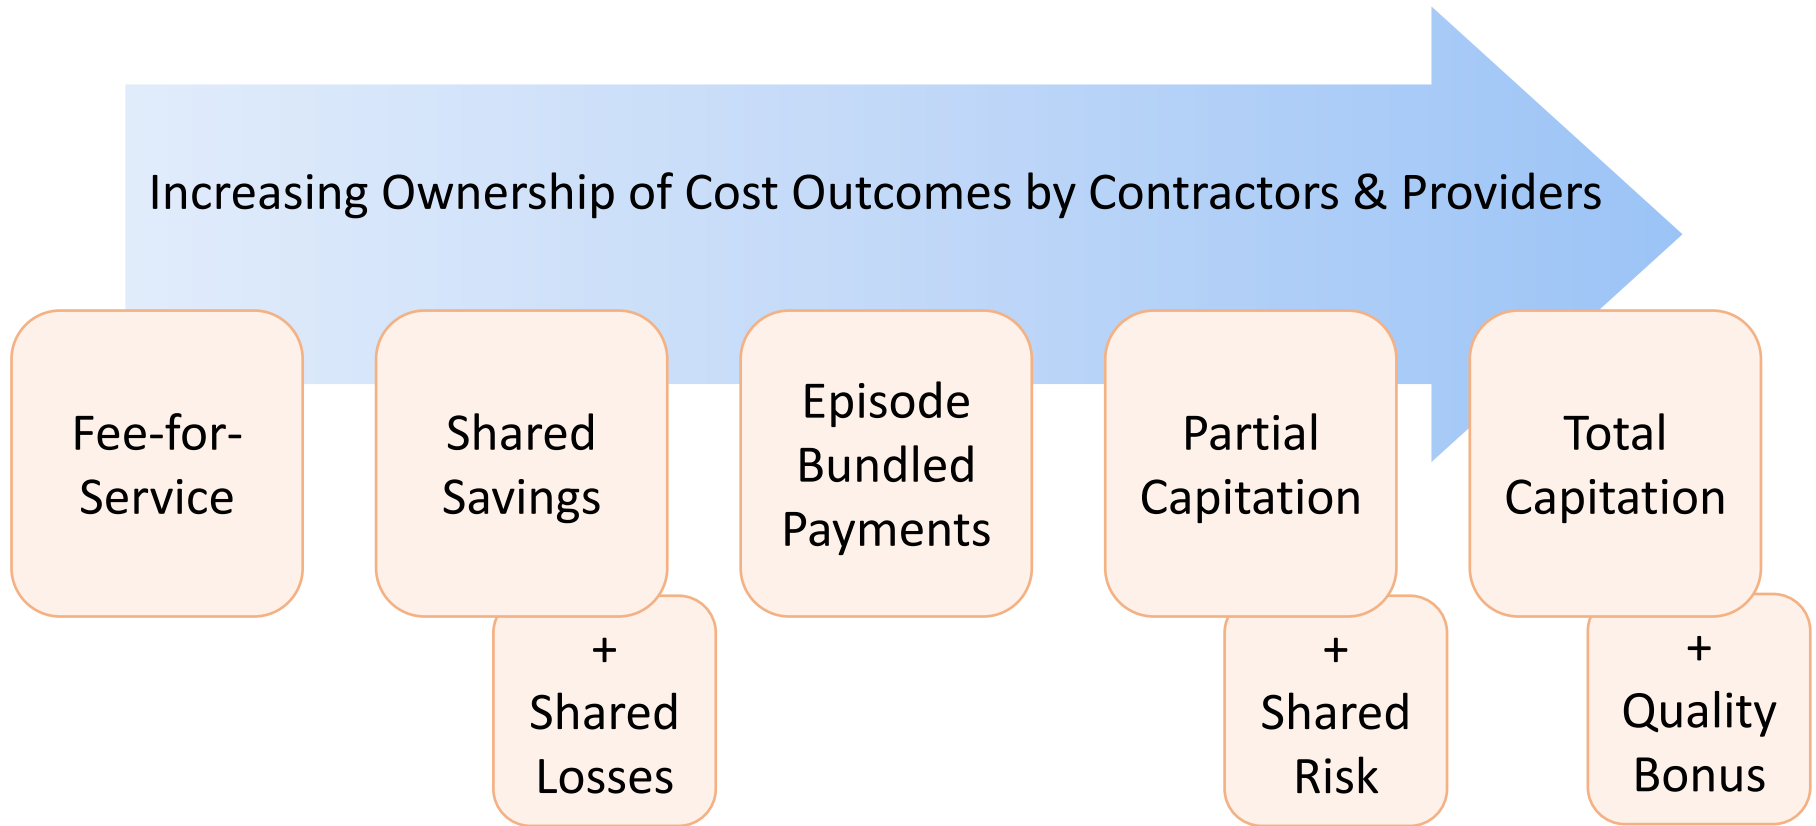 Increasing Ownership of Cost Outcomes by Contractors & Providers
Fee-for-
Service
Shared
Savings
+
Shared
Losses
Episode
Bundled
Payments
Partial
Capitation
+
Shared
Risk
Total
Capitation
+
Quality
Bonus